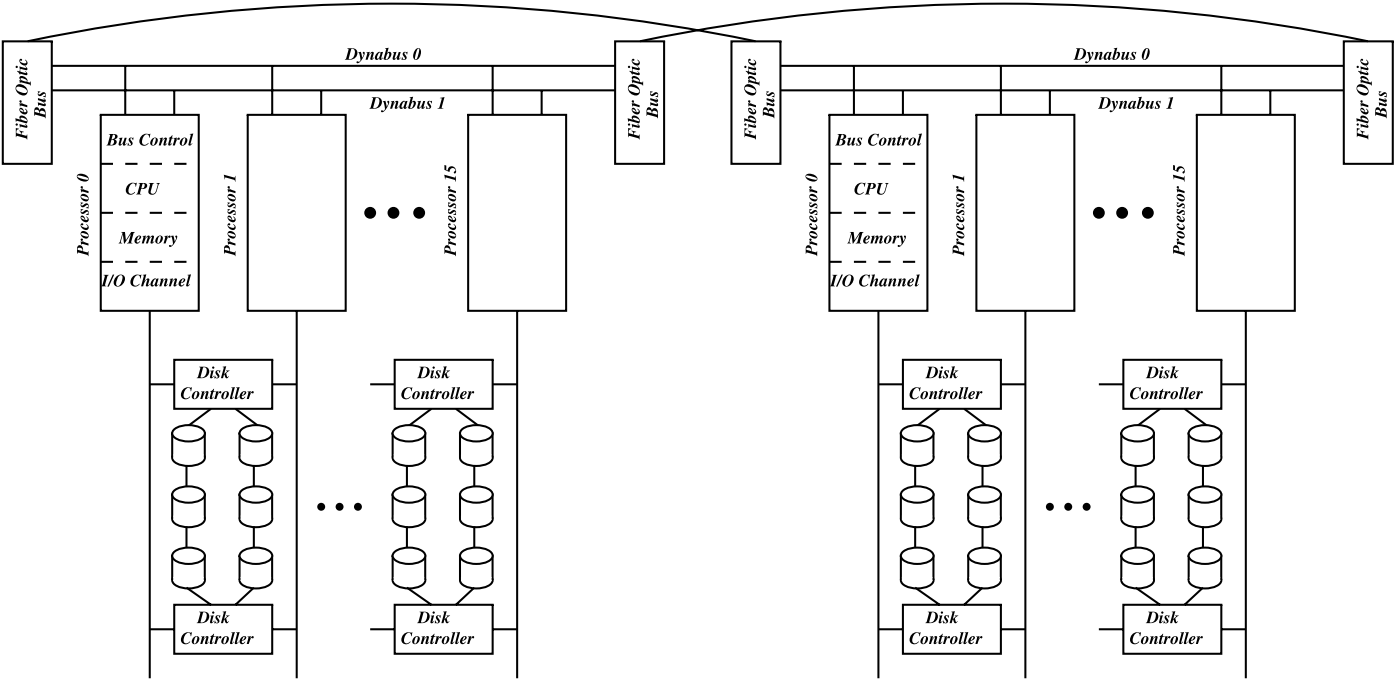 Dynabus 0
Fiber Optic
Bus
Dynabus 1
Fiber Optic
Bus
Processor 0
Bus Control
CPU
Memory
I/O Channel
Processor 1
Processor 15
Disk
Controller
Disk
Controller
Disk
Controller
Disk
Controller
Fiber Optic
Bus
Dynabus 0
Dynabus 1
Fiber Optic
Bus
Processor 0
Bus Control
CPU
Memory
I/O Channel
Processor 1
Processor 15
Disk
Controller
Disk
Controller
Disk
Controller
Disk
Controller